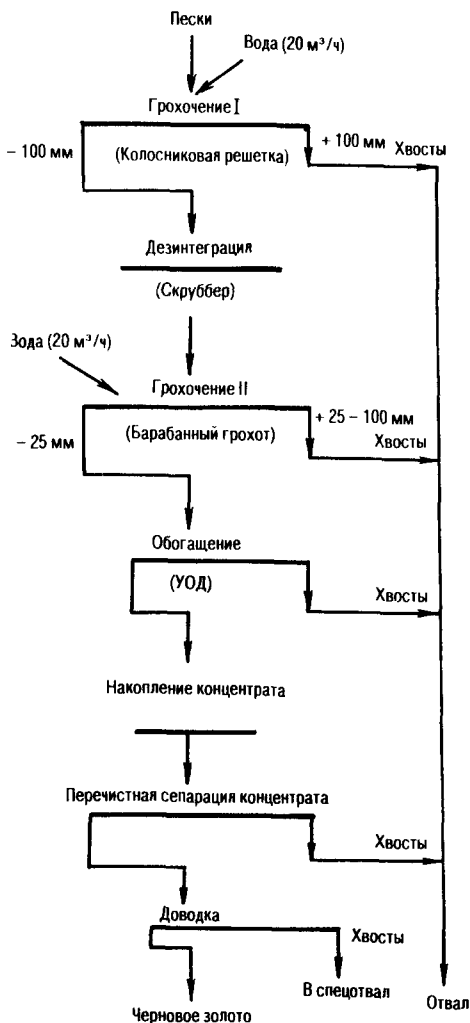 Пески
Вода (20 м³/ч)
Грохочение I
– 100 мм
(Колосниковая решетка)
+ 100 мм
Хвосты
Дезинтеграция
(Скруббер)
Зода (20 м³/ч)
Грохочение II
– 25 мм
(Барабанный грохот)
+ 25 – 100 мм
Хвосты
Обогащение
(УОД)
Хвосты
Накопление концентрата
Перечистная сепарация концентрата
Хвосты
Доводка
Хвосты
Черновое золото
В спецотвал
Отвал